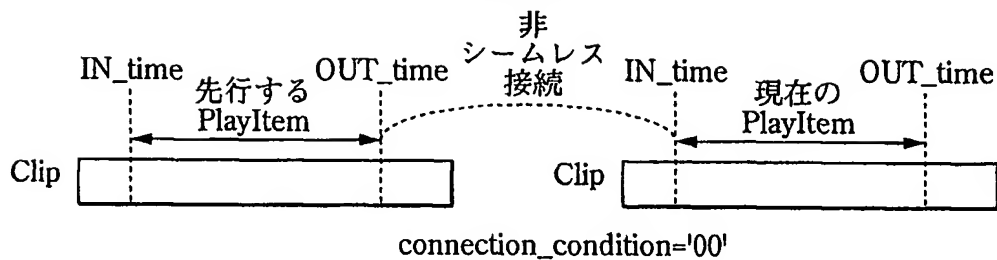 非
シームレス
接続
IN_time
OUT_time
IN_time
OUT_time
先行する
PlayItem
現在の
PlayItem
Clip
Clip
connection_condition='00'